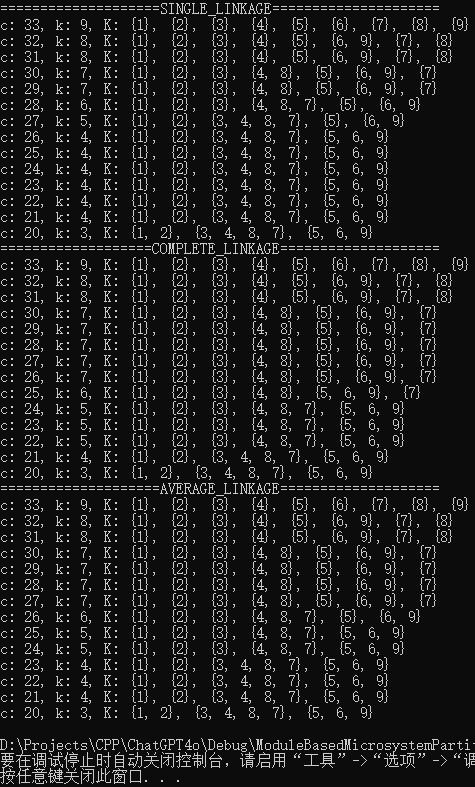 ====================SINGLE_LINKAGE====================
c: 33, k: 9, K: {1}, {2}, {3}, {4}, {5}, {6}, {7}, {8}, {9}
c: 32, k: 8, K: {1}, {2}, {3}, {4}, {5}, {6, 9}, {7}, {8}
c: 31, k: 8, K: {1}, {2}, {3}, {4}, {5}, {6, 9}, {7}, {8}
c: 30, k: 7, K: {1}, {2}, {3}, {4, 8}, {5}, {6, 9}, {7}
c: 29, k: 7, K: {1}, {2}, {3}, {4, 8}, {5}, {6, 9}, {7}
c: 28, k: 6, K: {1}, {2}, {3}, {4, 8, 7}, {5}, {6, 9}
c: 27, k: 5, K: {1}, {2}, {3, 4, 8, 7}, {5}, {6, 9}
c: 26, k: 4, K: {1}, {2}, {3, 4, 8, 7}, {5, 6, 9}
c: 25, k: 4, K: {1}, {2}, {3, 4, 8, 7}, {5, 6, 9}
c: 24, k: 4, K: {1}, {2}, {3, 4, 8, 7}, {5, 6, 9}
c: 23, k: 4, K: {1}, {2}, {3, 4, 8, 7}, {5, 6, 9}
c: 22, k: 4, K: {1}, {2}, {3, 4, 8, 7}, {5, 6, 9}
c: 21, k: 4, K: {1}, {2}, {3, 4, 8, 7}, {5, 6, 9}
c: 20, k: 3, K: {1, 2}, {3, 4, 8, 7}, {5, 6, 9}
===================COMPLETE_LINKAGE===================
c: 33, k: 9, K: {1}, {2}, {3}, {4}, {5}, {6}, {7}, {8}, {9}
c: 32, k: 8, K: {1}, {2}, {3}, {4}, {5}, {6, 9}, {7}, {8}
c: 31, k: 8, K: {1}, {2}, {3}, {4}, {5}, {6, 9}, {7}, {8}
c: 30, k: 7, K: {1}, {2}, {3}, {4, 8}, {5}, {6, 9}, {7}
c: 29, k: 7, K: {1}, {2}, {3}, {4, 8}, {5}, {6, 9}, {7}
c: 28, k: 7, K: {1}, {2}, {3}, {4, 8}, {5}, {6, 9}, {7}
c: 27, k: 7, K: {1}, {2}, {3}, {4, 8}, {5}, {6, 9}, {7}
c: 26, k: 7, K: {1}, {2}, {3}, {4, 8}, {5}, {6, 9}, {7}
c: 25, k: 6, K: {1}, {2}, {3}, {4, 8}, {5, 6, 9}, {7}
c: 24, k: 5, K: {1}, {2}, {3}, {4, 8, 7}, {5, 6, 9}
c: 23, k: 5, K: {1}, {2}, {3}, {4, 8, 7}, {5, 6, 9}
c: 22, k: 5, K: {1}, {2}, {3}, {4, 8, 7}, {5, 6, 9}
c: 21, k: 4, K: {1}, {2}, {3, 4, 8, 7}, {5, 6, 9}
c: 20, k: 3, K: {1, 2}, {3, 4, 8, 7}, {5, 6, 9}
====================AVERAGE_LINKAGE====================
c: 33, k: 9, K: {1}, {2}, {3}, {4}, {5}, {6}, {7}, {8}, {9}
c: 32, k: 8, K: {1}, {2}, {3}, {4}, {5}, {6, 9}, {7}, {8}
c: 31, k: 8, K: {1}, {2}, {3}, {4}, {5}, {6, 9}, {7}, {8}
c: 30, k: 7, K: {1}, {2}, {3}, {4, 8}, {5}, {6, 9}, {7}
c: 29, k: 7, K: {1}, {2}, {3}, {4, 8}, {5}, {6, 9}, {7}
c: 28, k: 7, K: {1}, {2}, {3}, {4, 8}, {5}, {6, 9}, {7}
c: 27, k: 7, K: {1}, {2}, {3}, {4, 8}, {5}, {6, 9}, {7}
c: 26, k: 6, K: {1}, {2}, {3}, {4, 8, 7}, {5}, {6, 9}
c: 25, k: 5, K: {1}, {2}, {3}, {4, 8, 7}, {5, 6, 9}
c: 24, k: 5, K: {1}, {2}, {3}, {4, 8, 7}, {5, 6, 9}
c: 23, k: 4, K: {1}, {2}, {3, 4, 8, 7}, {5, 6, 9}
c: 22, k: 4, K: {1}, {2}, {3, 4, 8, 7}, {5, 6, 9}
c: 21, k: 4, K: {1}, {2}, {3, 4, 8, 7}, {5, 6, 9}
c: 20, k: 3, K: {1, 2}, {3, 4, 8, 7}, {5, 6, 9}
D:\Projects\CPP\ChatGPT4o\Debug\ModuleBasedMicrosystemParti
要在调试停止时自动关闭控制台，请启用“工具”->“选项”->“调
按任意键关闭此窗口. . .